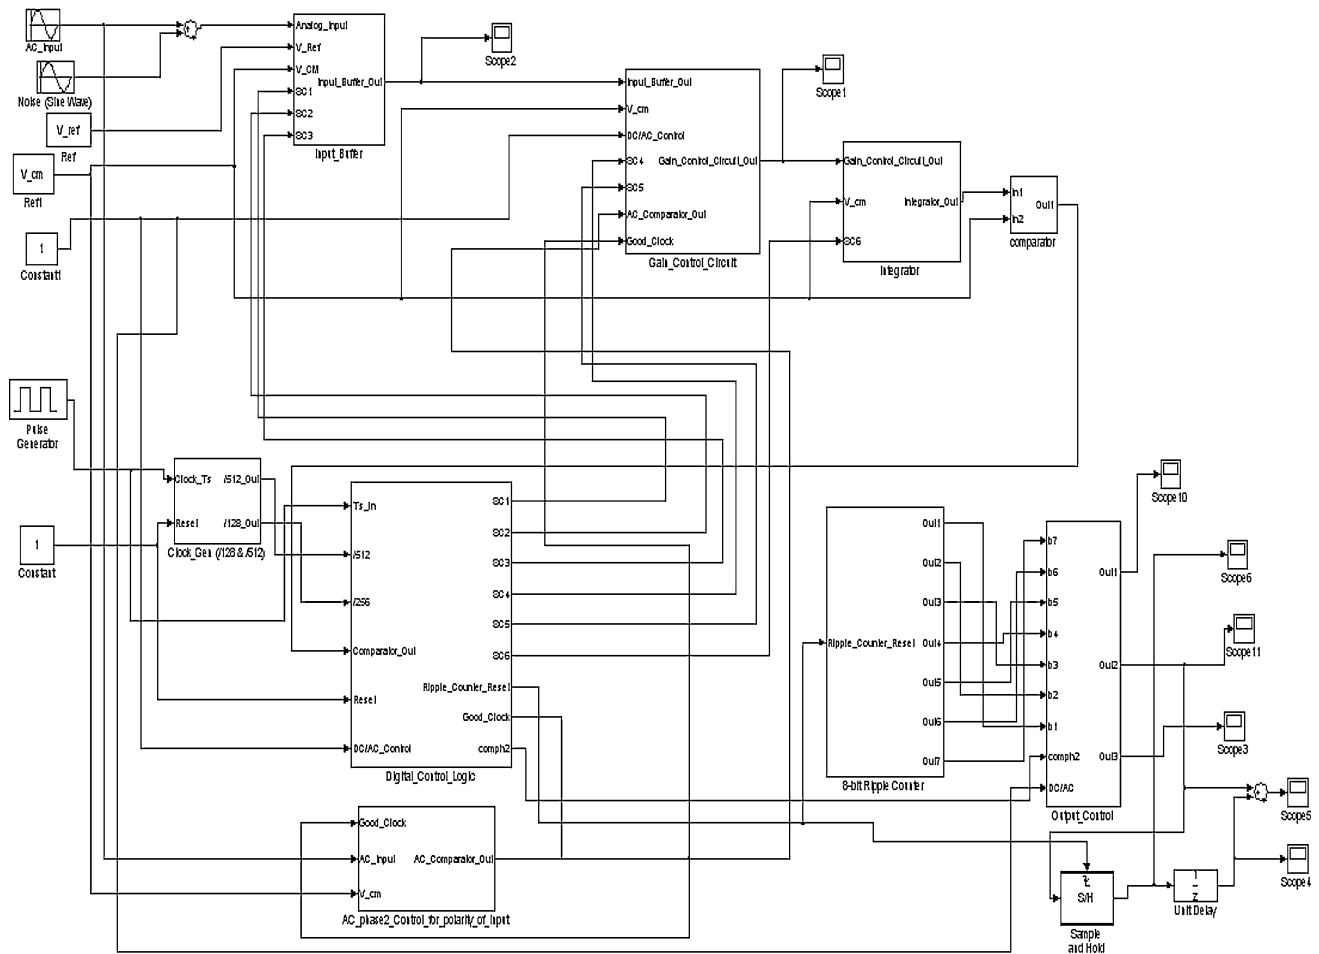 AC_Input
Noise (Sine Wave)
V_ref
Ref
V_cm
Ref1
1
Constant1
Pulse
Generator
1
Constant
Analog_Input
V_Ref
V_CM
SC1
SC2
SC3
Input_Buffer_Out
Input_Buffer
Scope2
Input_Buffer_Out
V_cm
DC/AC_Control
SC4
SC5
AC_Comparator_Out
Good_Clock
Gain_Control_Circuit_Out
Gain_Control_Circuit
Scope1
Gain_Control_Circuit_Out
V_cm
SC6
Integrator_Out
Integrator
In1
In2
Out1
comparator
Clock_Ts
Reset
/512_Out
/128_Out
Clock_Gen (/128 & /512)
Ts_In
/512
/256
Comparator_Out
Reset
DC/AC_Control
SC1
SC2
SC3
SC4
SC5
SC6
Ripple_Counter_Reset
Good_Clock
comph2
Digital_Control_Logic
Good_Clock
AC_Input
V_cm
AC_Comparator_Out
AC_phase2_Control_for_polarity_of_Input
Ripple_Counter_Reset
Out1
Out2
Out3
Out4
Out5
Out6
Out7
8-bit Ripple Counter
b7
b6
b5
b4
b3
b2
b1
comph2
DC/AC
Out1
Out2
Out3
Output_Control
Scope10
Scope6
Scope11
Scope3
Scope5
Scope4
S/H
Sample
and Hold
1
z
Unit Delay